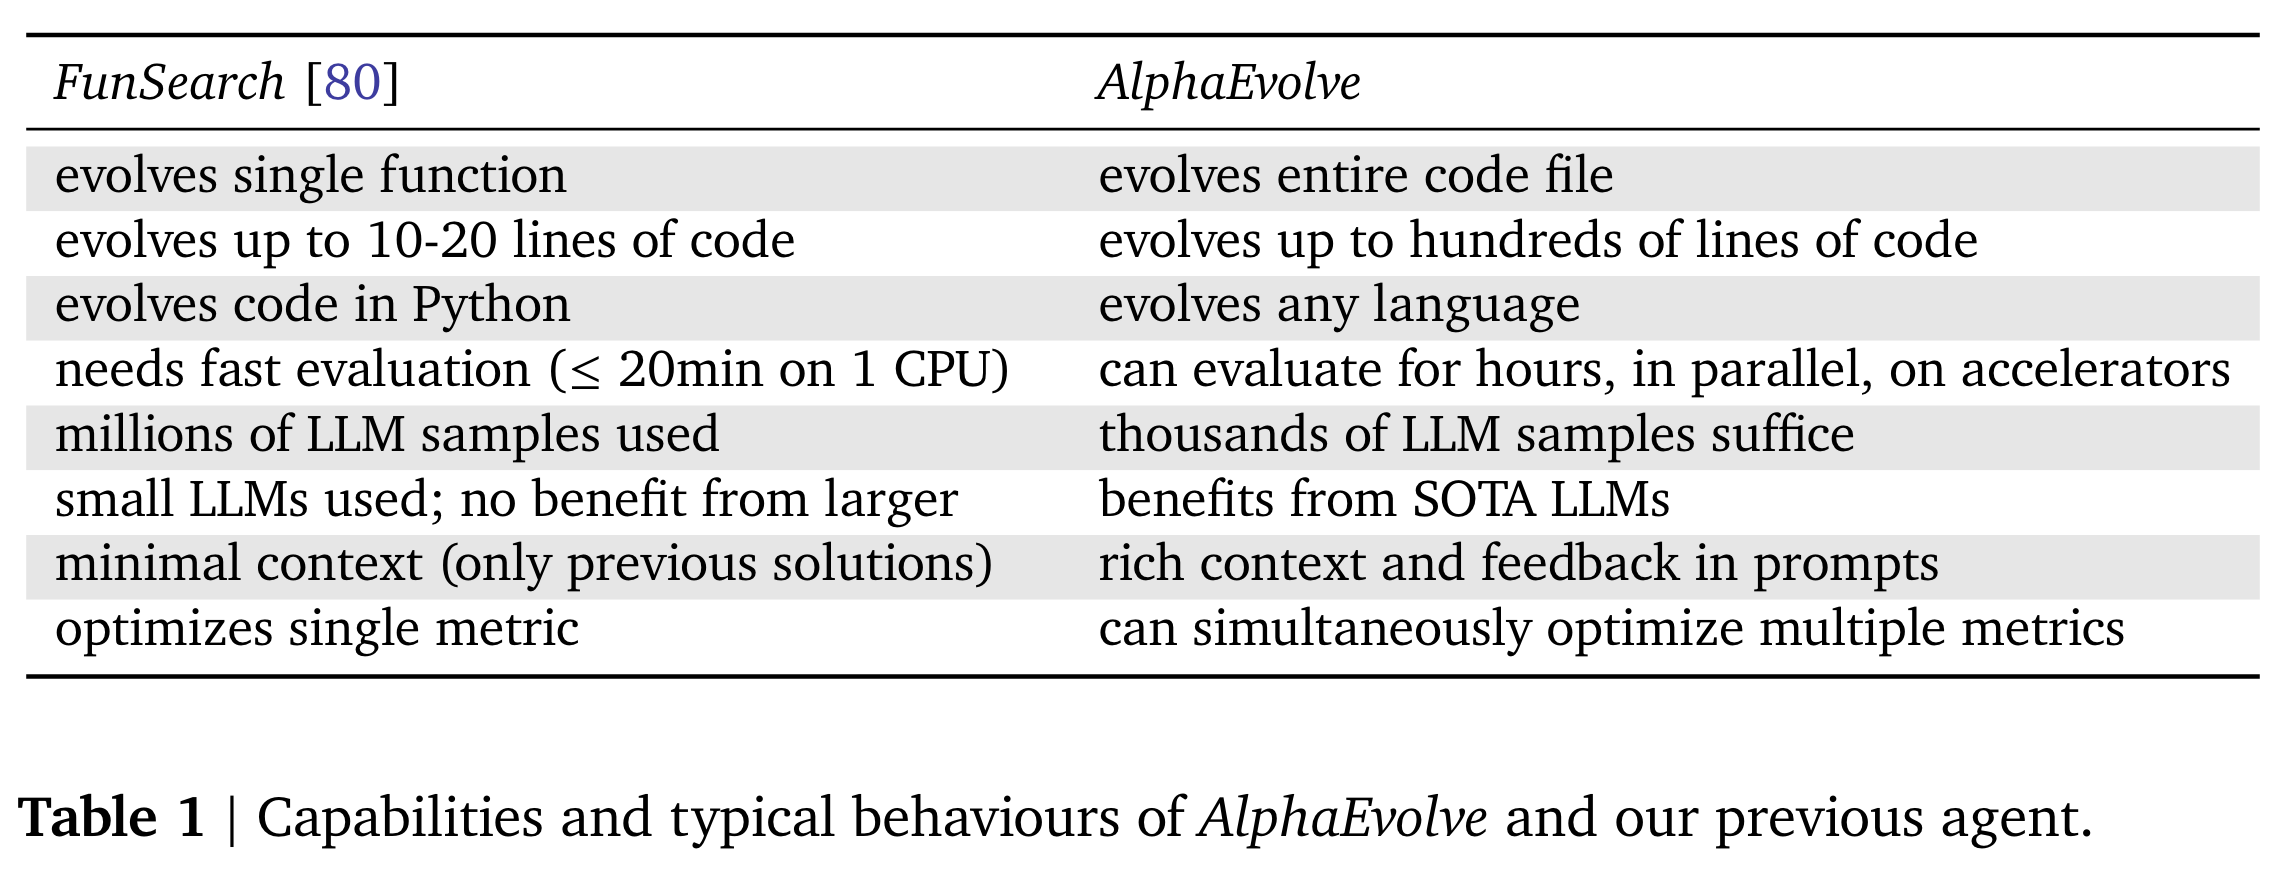 FunSearch [80] AlphaEvolve
evolves single function evolves entire code file
evolves up to 10-20 lines of code evolves up to hundreds of lines of code
evolves code in Python evolves any language
needs fast evaluation (≤ 20min on 1 CPU) can evaluate for hours, in parallel, on accelerators
millions of LLM samples used thousands of LLM samples suffice
small LLMs used; no benefit from larger benefits from SOTA LLMs
minimal context (only previous solutions) rich context and feedback in prompts
optimizes single metric can simultaneously optimize multiple metrics
Table 1 | Capabilities and typical behaviours of AlphaEvolve and our previous agent.